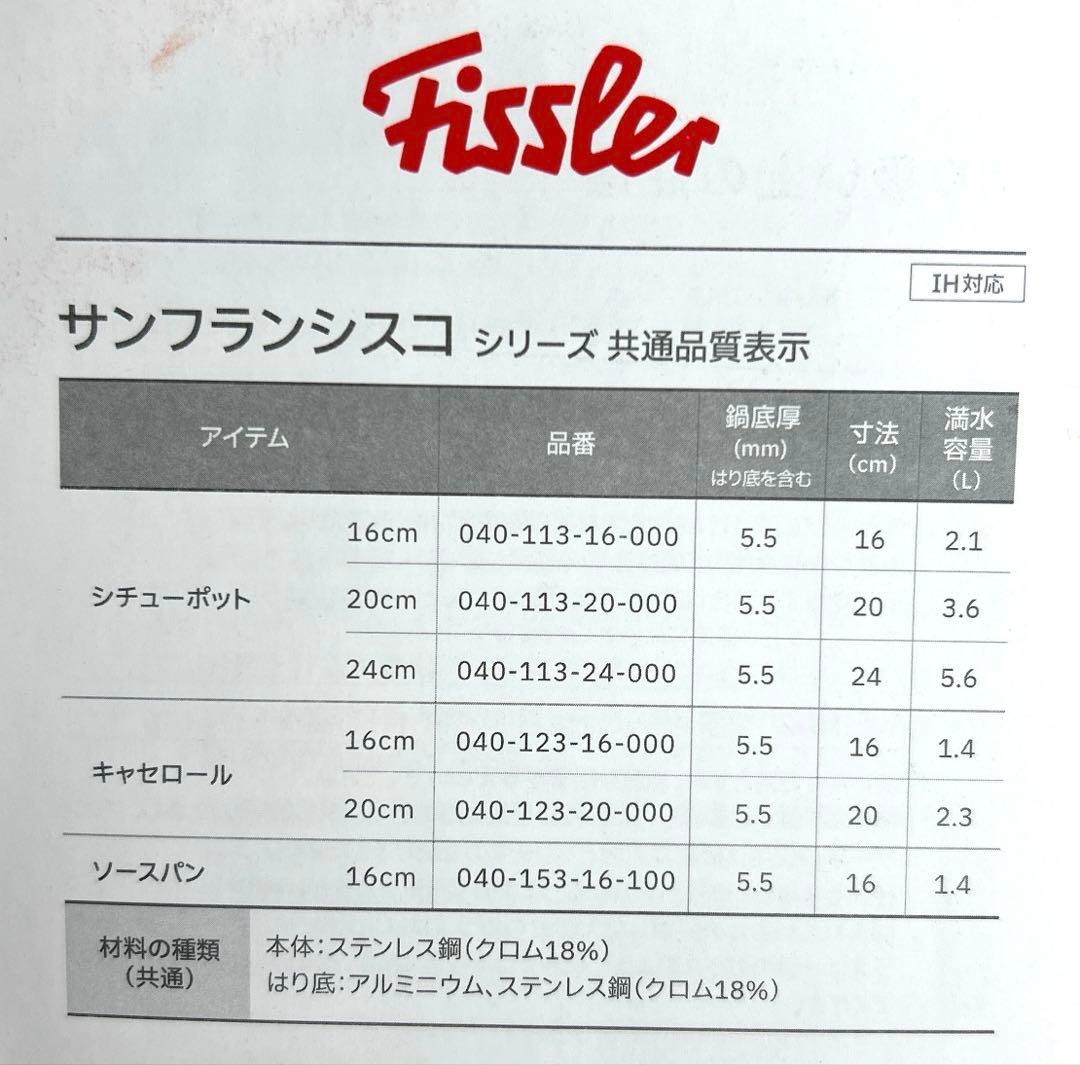 Fissler
IH対応
サンフランシスコ シリーズ 共通品質表示
アイテム 品番 鍋底厚(mm)はり底を含む 寸法(cm) 満水容量(L)
シチューポット 16cm 040-113-16-000 5.5 16 2.1
20cm 040-113-20-000 5.5 20 3.6
24cm 040-113-24-000 5.5 24 5.6
キャセロール 16cm 040-123-16-000 5.5 16 1.4
20cm 040-123-20-000 5.5 20 2.3
ソースパン 16cm 040-153-16-100 5.5 16 1.4
材料の種類(共通)
本体:ステンレス鋼(クロム18%)
はり底:アルミニウム、ステンレス鋼(クロム18%)